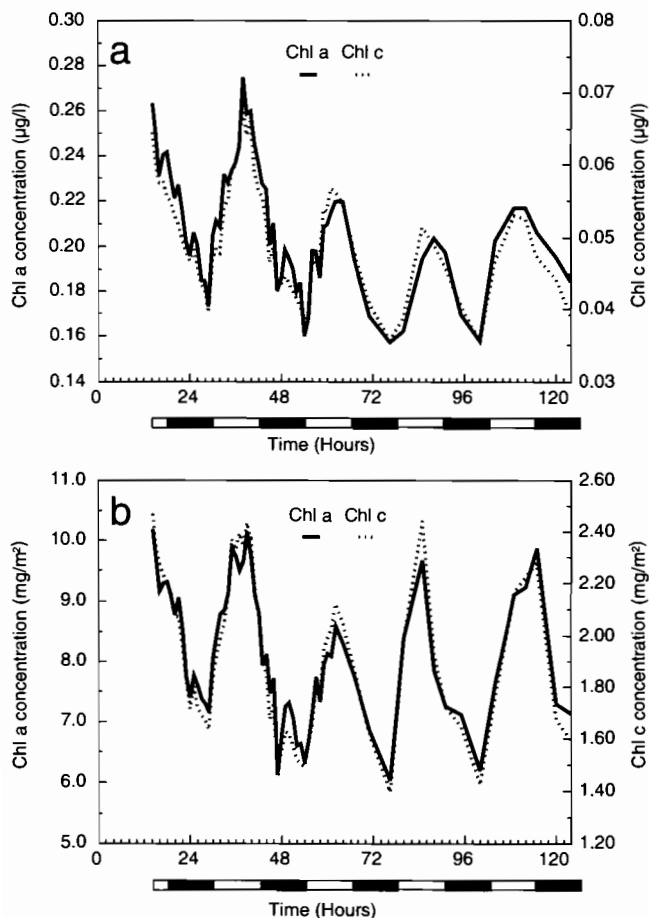 a
Chl a Chl c
Chl a concentration (µg/l)
0.30
0.28
0.26
0.24
0.22
0.20
0.18
0.16
0.14
Chl c concentration (µg/l)
0.08
0.07
0.06
0.05
0.04
0.03
0 24 48 72 96 120
Time (Hours)
b
Chl a Chl c
Chl a concentration (mg/m²)
11.0
10.0
9.0
8.0
7.0
6.0
5.0
Chl c concentration (mg/m²)
2.60
2.40
2.20
2.00
1.80
1.60
1.40
1.20
0 24 48 72 96 120
Time (Hours)